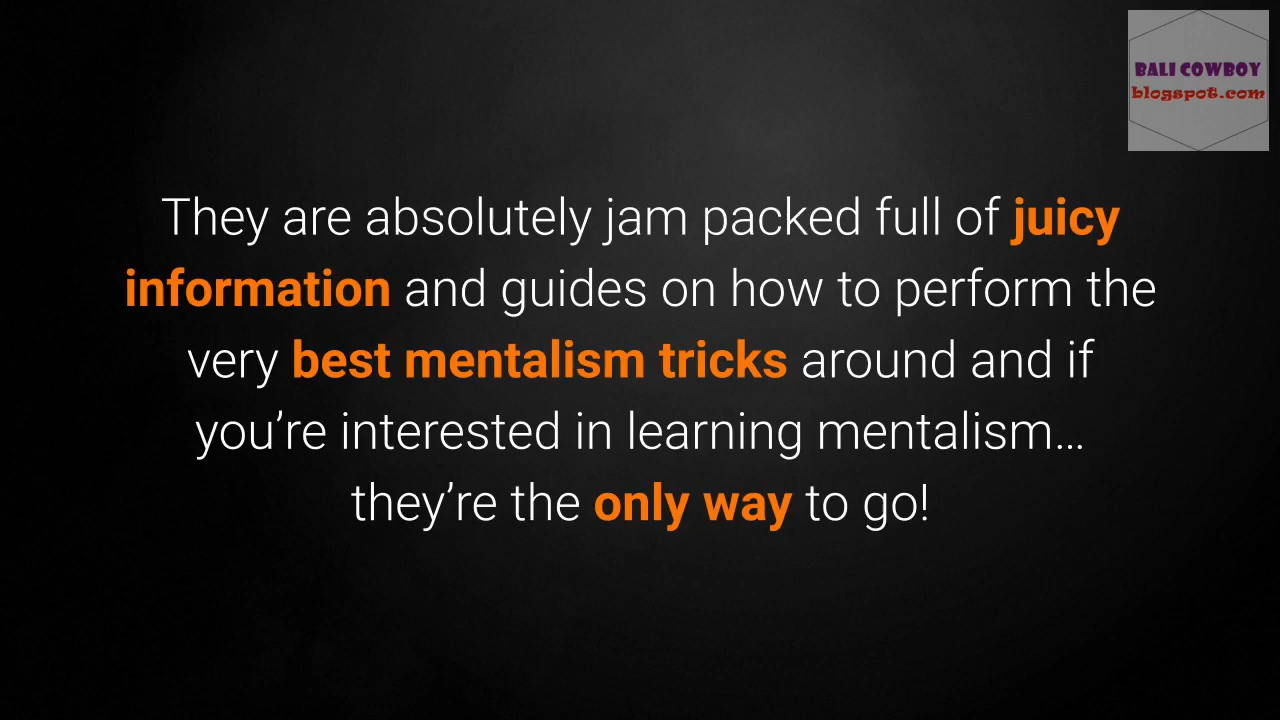 BALI COWBOY
blogspot.com
They are absolutely jam packed full of juicy
information and guides on how to perform the
very best mentalism tricks around and if
you’re interested in learning mentalism…
they’re the only way to go!